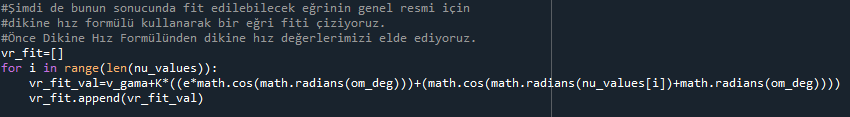 #Şimdi de bunun sonucunda fit edilebilecek eğrinin genel resmi için
#dikine hız formülü kullanarak bir eğri fiti çiziyoruz.
#Önce Dikine Hız Formülünden dikine hız değerlerimizi elde ediyoruz.
vr_fit=[]
for i in range(len(nu_values)):
    vr_fit_val=v_gama+K*((e*math.cos(math.radians(om_deg)))+(math.cos(math.radians(nu_values[i])+math.radians(om_deg))))
    vr_fit.append(vr_fit_val)